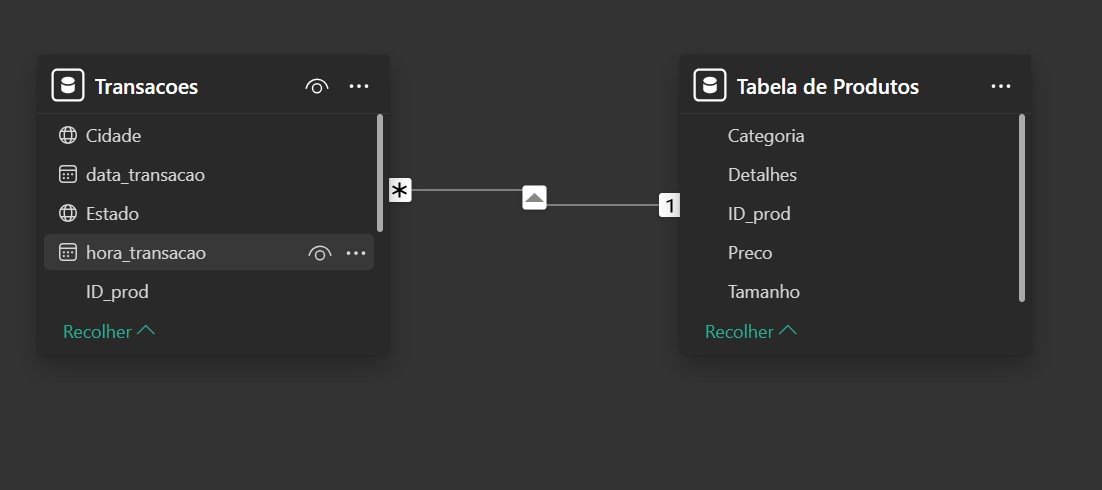 Transacoes
Cidade
data_transacao
Estado
hora_transacao
ID_prod
Recolher
*
1
Tabela de Produtos
Categoria
Detalhes
ID_prod
Preco
Tamanho
Recolher